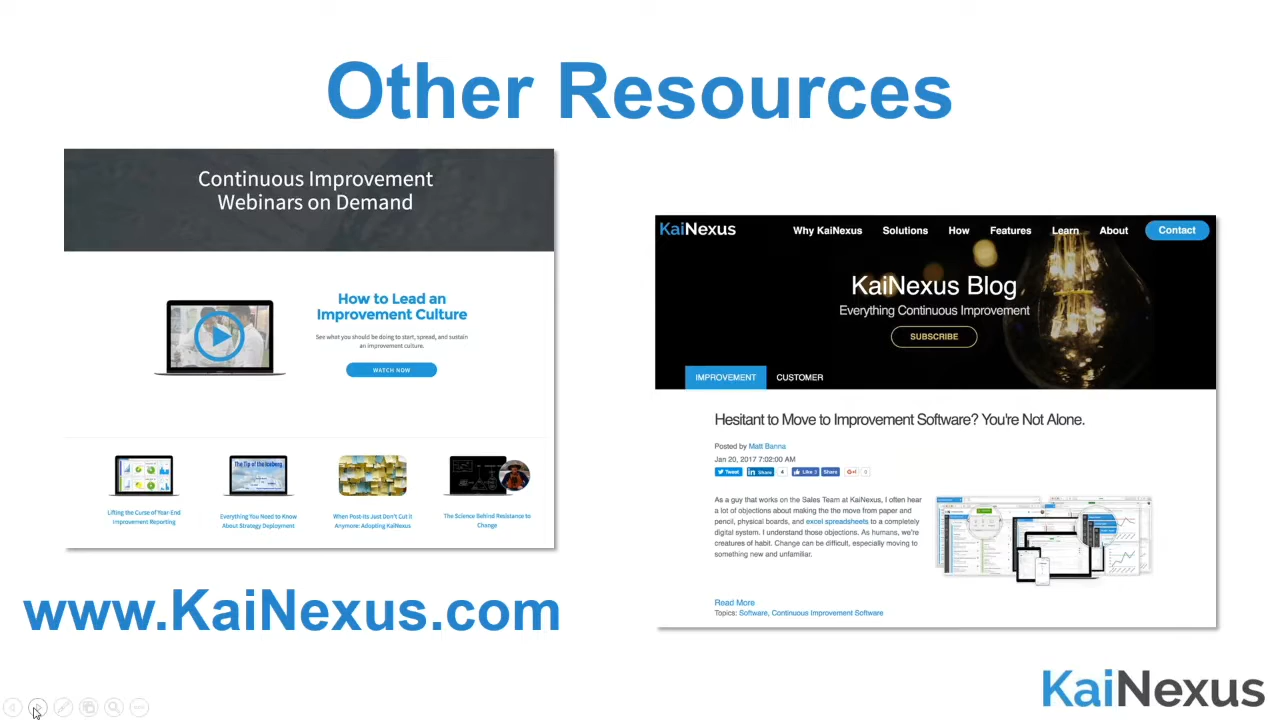 Other Resources
Continuous Improvement
Webinars on Demand
How to Lead an
Improvement Culture
See what you should be doing to start, spread, and sustain
an improvement culture.
WATCH NOW
The Tip of the Iceberg
Lifting the Curse of Year-End
Improvement Reporting
Everything You Need to Know
About Strategy Deployment
When Post-Its Just Don't Cut it
Anymore: Adopting KaiNexus
The Science Behind Resistance to
Change
www.KaiNexus.com
KaiNexus
Why KaiNexus Solutions How Features Learn About Contact
KaiNexus Blog
Everything Continuous Improvement
SUBSCRIBE
IMPROVEMENT CUSTOMER
Hesitant to Move to Improvement Software? You're Not Alone.
Posted by Matt Banna
Jan 20, 2017 7:02:00 AM
Tweet Share 4 Like 3 Share G+1 0
As a guy that works on the Sales Team at KaiNexus, I often hear
a lot of objections about making the the move from paper and
pencil, physical boards, and excel spreadsheets to a completely
digital system. I understand those objections. As humans, we're
creatures of habit. Change can be difficult, especially moving to
something new and unfamiliar.
Read More
Topics: Software, Continuous Improvement Software
KaiNexus